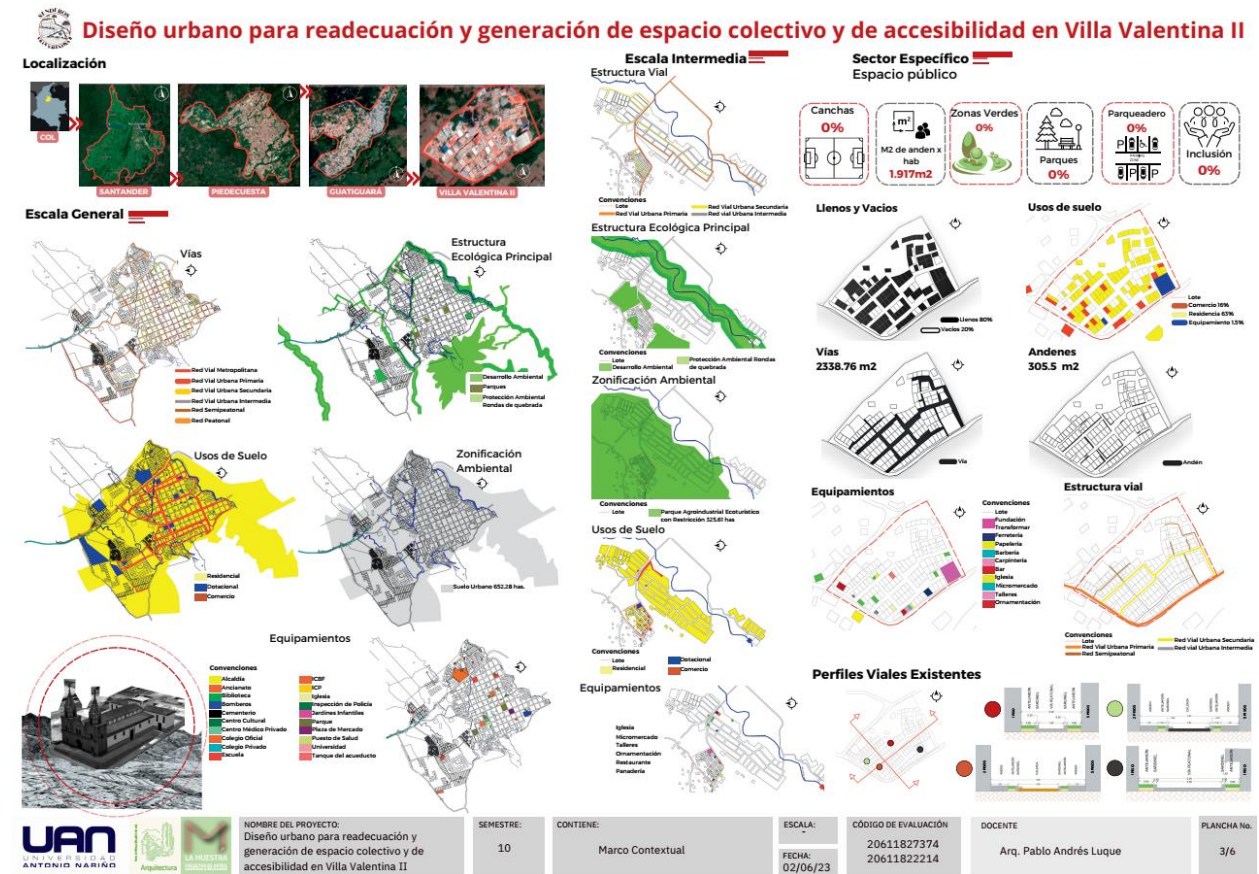 SENDEROS
Diseño urbano para readecuación y generación de espacio colectivo y de accesibilidad en Villa Valentina II
Localización
COL
SANTANDER
PIEDECUESTA
GUATIGUARÁ
VILLA VALENTINA II
Escala General
Vías
Red Vial Metropolitana
Red Vial Urbana Primaria
Red Vial Urbana Secundaria
Red Vial Urbana Intermedia
Red Semipeatonal
Red Peatonal
Estructura
Ecológica Principal
Desarrollo Ambiental
Parques
Protección Ambiental
Rondas de quebrada
Usos de Suelo
Residencial
Dotacional
Comercio
Zonificación
Ambiental
Suelo Urbano 652,28 has.
Equipamientos
Convenciones
Alcaldía
Ancianato
Biblioteca
Bomberos
Cementerio
Centro Cultural
Centro Médico Privado
Colegio Oficial
Colegio Privado
Escuela
ICBF
ICP
Iglesia
Inspección de Policía
Jardines Infantiles
Parque
Plaza de Mercado
Puesto de Salud
Universidad
Tanque del acueducto
Escala Intermedia
Estructura Vial
Convenciones
Lote
Red Vial Urbana Primaria
Red Vial Urbana Secundaria
Red vial Urbana Intermedia
Estructura Ecológica Principal
Convenciones
Lote
Desarrollo Ambiental
Protección Ambiental Rondas
de quebrada
Zonificación Ambiental
Convenciones
Lote
Parque Agroindustrial Ecoturístico
con Restricción 325.61 has
Usos de Suelo
Convenciones
Lote
Residencial
Dotacional
Comercio
Equipamientos
Iglesia
Micromercado
Talleres
Ornamentación
Restaurante
Panadería
Sector Específico
Espacio público
Canchas
0%
m²
M2 de anden x
hab
1.917m2
Zonas Verdes
0%
Parques
0%
Parqueadero
0%
Inclusión
0%
Llenos y Vacios
Llenos 80%
Vacios 20%
Usos de suelo
Lote
Comercio 16%
Residencia 63%
Equipamiento 1.5%
Vías
2338.76 m2
Vía
Andenes
305.5 m2
Andén
Equipamientos
Convenciones
Lote
Fundación
Transformar
Ferretería
Papelería
Barbería
Carpintería
Bar
Iglesia
Micromercado
Talleres
Ornamentación
Estructura vial
Convenciones
Lote
Red Vial Urbana Primaria
Red Semipeatonal
Red Vial Urbana Secundaria
Red vial Urbana Intermedia
Perfiles Viales Existentes
UAN
UNIVERSIDAD
ANTONIO NARIÑO
Arquitectura
M
LA MUESTRA
NOMBRE DEL PROYECTO:
Diseño urbano para readecuación y
generación de espacio colectivo y de
accesibilidad en Villa Valentina II
SEMESTRE:
10
CONTIENE:
Marco Contextual
ESCALA:
-
FECHA:
02/06/23
CÓDIGO DE EVALUACIÓN
20611827374
20611822214
DOCENTE
Arq. Pablo Andrés Luque
PLANCHA No.
3/6